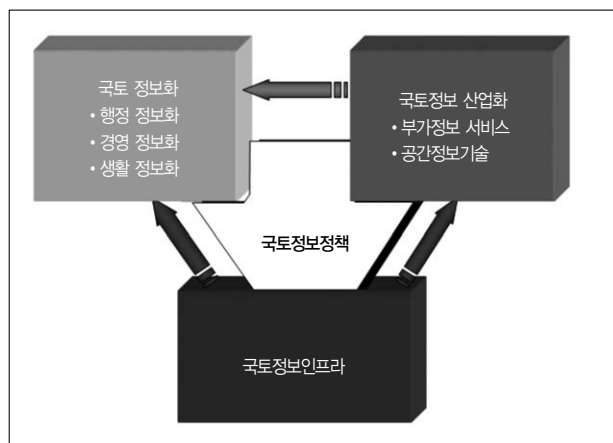 국토 정보화
• 행정 정보화
• 경영 정보화
• 생활 정보화
국토정보 산업화
• 부가정보 서비스
• 공간정보기술
국토정보정책
국토정보인프라